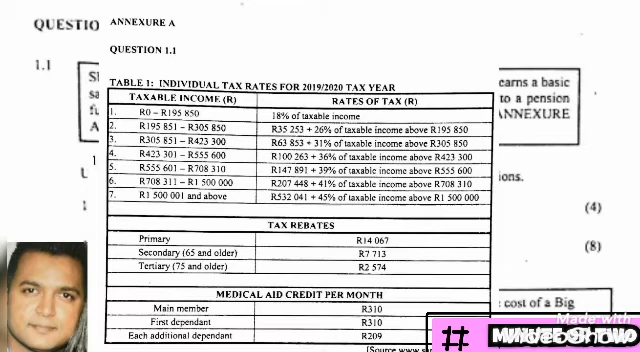 QUESTIO
ANNEXURE A
QUESTION 1.1
1.1
TABLE 1: INDIVIDUAL TAX RATES FOR 2019/2020 TAX YEAR
TAXABLE INCOME (R) RATES OF TAX (R)
1. R0 – R195 850 18% of taxable income
2. R195 851 – R305 850 R35 253 + 26% of taxable income above R195 850
3. R305 851 – R423 300 R63 853 + 31% of taxable income above R305 850
4. R423 301 – R555 600 R100 263 + 36% of taxable income above R423 300
5. R555 601 – R708 310 R147 891 + 39% of taxable income above R555 600
6. R708 311 – R1 500 000 R207 448 + 41% of taxable income above R708 310
7. R1 500 001 and above R532 041 + 45% of taxable income above R1 500 000
earns a basic
to a pension
ANNEXURE
ions.
(4)
(8)
TAX REBATES
Primary R14 067
Secondary (65 and older) R7 713
Tertiary (75 and older) R2 574
MEDICAL AID CREDIT PER MONTH
Main member R310
First dependant R310
Each additional dependant R209
cost of a Big
Made with
# MINUTE OR TWO
[Source www.s